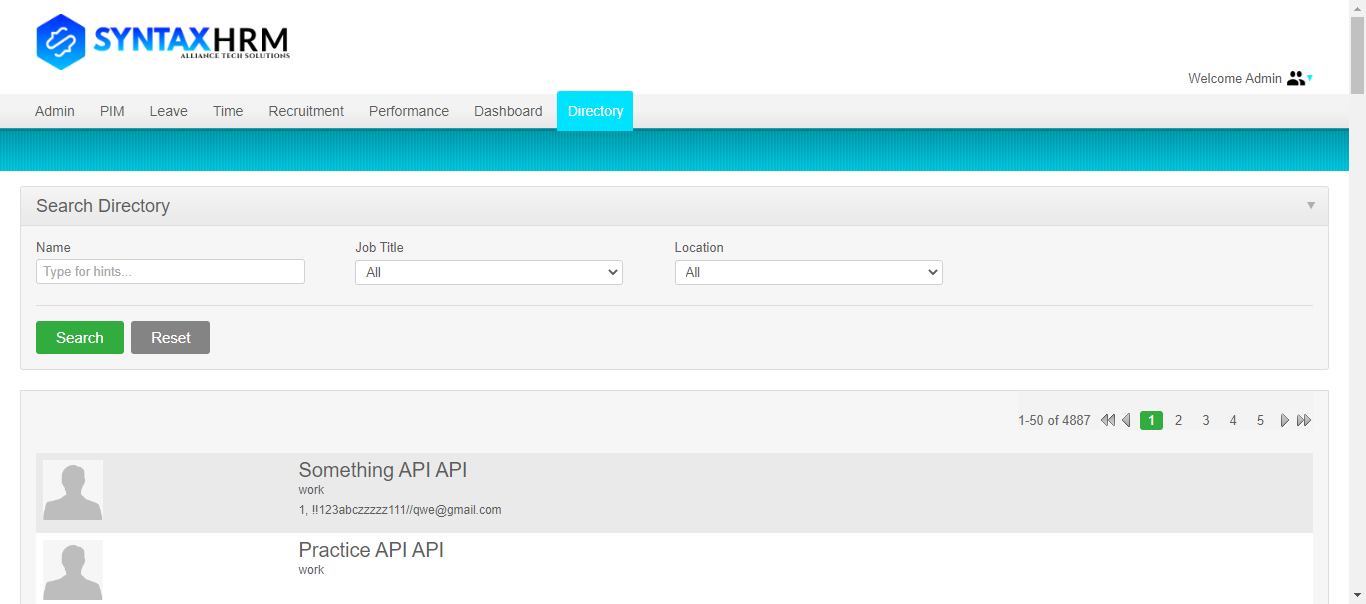 SYNTAXHRM
ALLIANCE TECH SOLUTIONS
Welcome Admin
Admin PIM Leave Time Recruitment Performance Dashboard Directory
Search Directory
Name Job Title Location
Type for hints... All All
Search Reset
1-50 of 4887 1 2 3 4 5
Something API API
work
1, !!123abczzzzz111//qwe@gmail.com
Practice API API
work